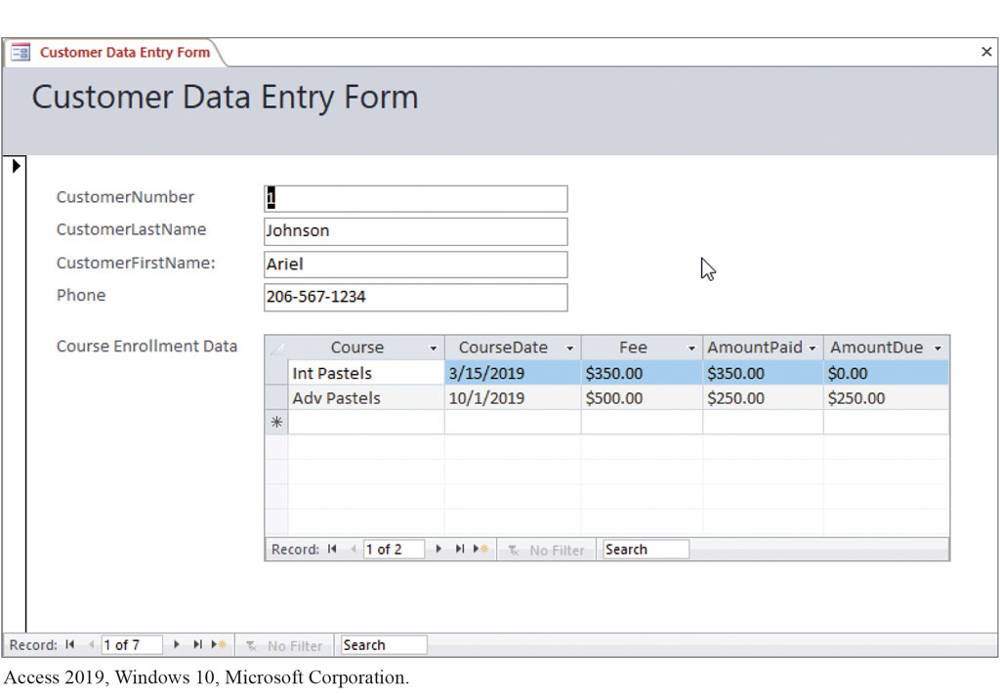 Customer Data Entry Form
Customer Data Entry Form
CustomerNumber 1
CustomerLastName Johnson
CustomerFirstName: Ariel
Phone 206-567-1234
Course Enrollment Data
Course CourseDate Fee AmountPaid AmountDue
Int Pastels 3/15/2019 $350.00 $350.00 $0.00
Adv Pastels 10/1/2019 $500.00 $250.00 $250.00
Record: 1 of 2 No Filter Search
Record: 1 of 7 No Filter Search
Access 2019, Windows 10, Microsoft Corporation.